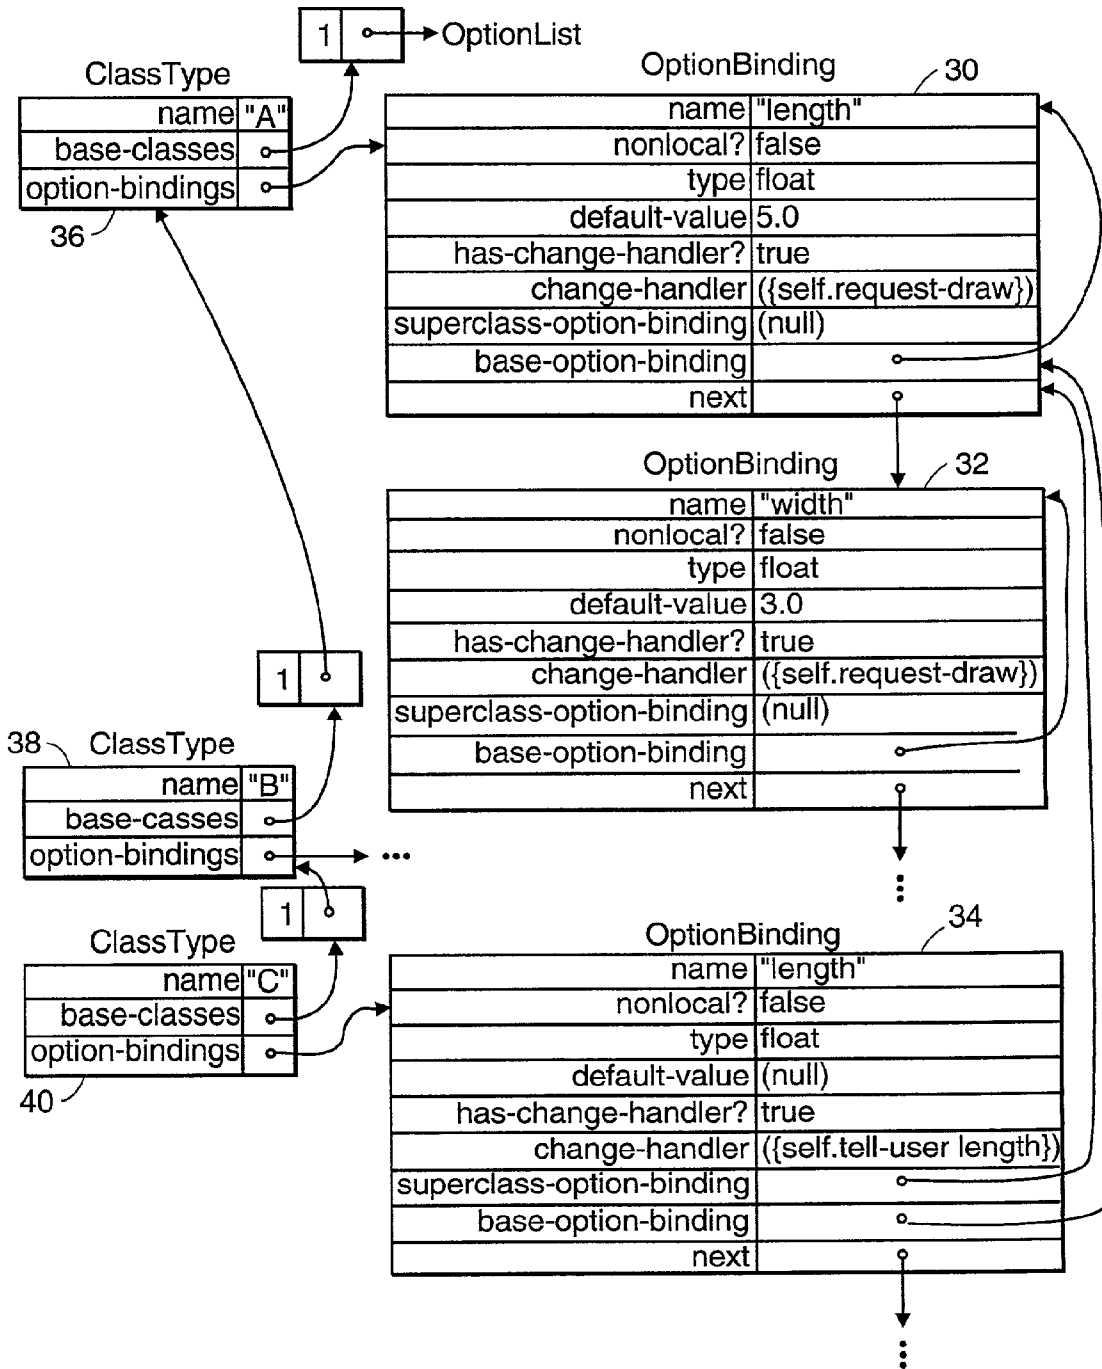 1 OptionList
ClassType
name "A"
base-classes
option-bindings
36
OptionBinding
30
name "length"
nonlocal? false
type float
default-value 5.0
has-change-handler? true
change-handler ({self.request-draw})
superclass-option-binding (null)
base-option-binding
next
OptionBinding
32
name "width"
nonlocal? false
type float
default-value 3.0
has-change-handler? true
change-handler ({self.request-draw})
superclass-option-binding (null)
base-option-binding
next
1
38
ClassType
name "B"
base-casses
option-bindings
1
ClassType
name "C"
base-classes
option-bindings
40
OptionBinding
34
name "length"
nonlocal? false
type float
default-value (null)
has-change-handler? true
change-handler ({self.tell-user length})
superclass-option-binding
base-option-binding
next